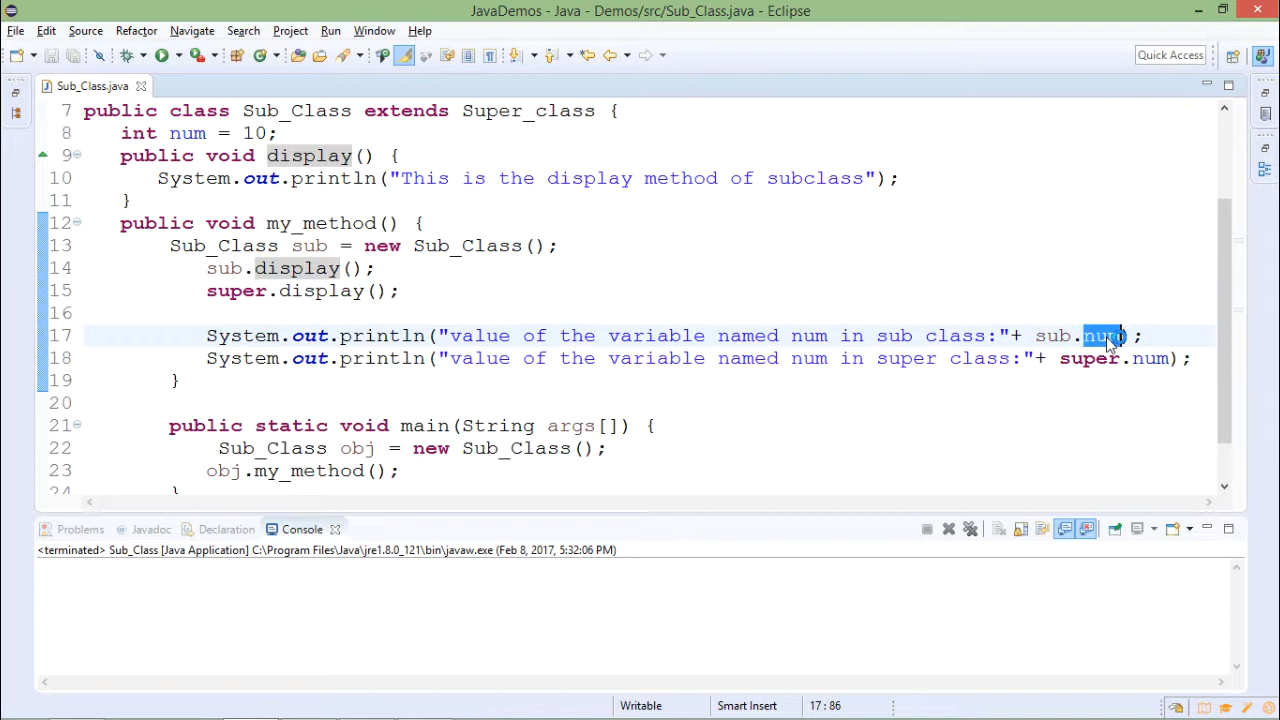 JavaDemos - Java - Demos/src/Sub_Class.java - Eclipse
File Edit Source Refactor Navigate Search Project Run Window Help
Quick Access
Sub_Class.java
7 public class Sub_Class extends Super_class {
8 int num = 10;
9 public void display() {
10 System.out.println("This is the display method of subclass");
11 }
12 public void my_method() {
13 Sub_Class sub = new Sub_Class();
14 sub.display();
15 super.display();
16
17 System.out.println("value of the variable named num in sub class:"+ sub.num);
18 System.out.println("value of the variable named num in super class:"+ super.num);
19 }
20
21 public static void main(String args[]) {
22 Sub_Class obj = new Sub_Class();
23 obj.my_method();
24 }
Problems Javadoc Declaration Console
<terminated> Sub_Class [Java Application] C:\Program Files\Java\jre1.8.0_121\bin\javaw.exe (Feb 8, 2017, 5:32:06 PM)
Writable Smart Insert 17 : 86